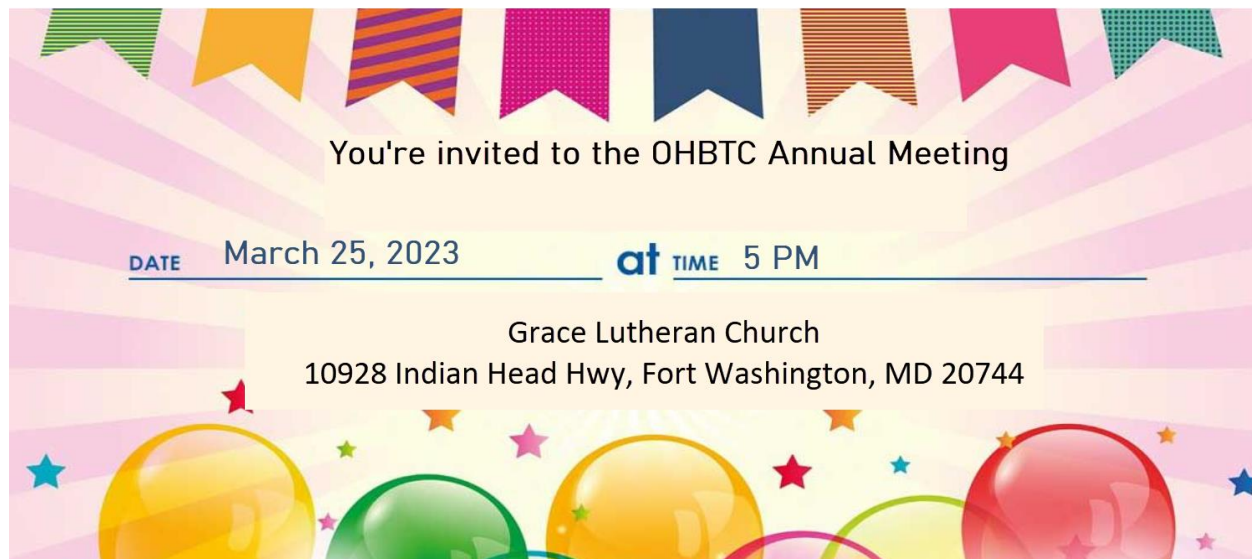 You're invited to the OHBTC Annual Meeting
DATE March 25, 2023 at TIME 5 PM
Grace Lutheran Church
10928 Indian Head Hwy, Fort Washington, MD 20744